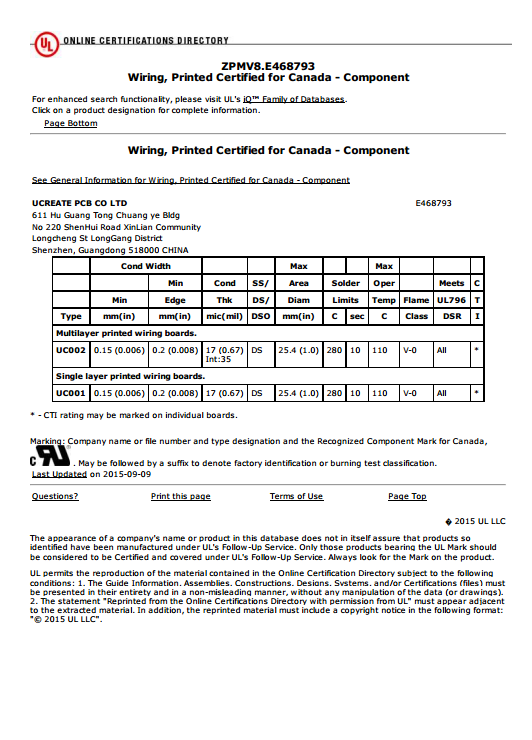 UL ONLINE CERTIFICATIONS DIRECTORY
ZPMV8.E468793
Wiring, Printed Certified for Canada - Component
For enhanced search functionality, please visit UL's iQ™ Family of Databases.
Click on a product designation for complete information.
Page Bottom
Wiring, Printed Certified for Canada - Component
See General Information for Wiring, Printed Certified for Canada - Component
UCREATE PCB CO LTD E468793
611 Hu Guang Tong Chuang ye Bldg
No 220 ShenHui Road XinLian Community
Longcheng St LongGang District
Shenzhen, Guangdong 518000 CHINA
Cond Width Max Max
Min Cond SS/ Area Solder Oper Meets C
Min Edge Thk DS/ Diam Limits Temp Flame UL796 T
Type mm(in) mm(in) mic(mil) DSO mm(in) C sec C Class DSR I
Multilayer printed wiring boards.
UC002 0.15 (0.006) 0.2 (0.008) 17 (0.67) DS 25.4 (1.0) 280 10 110 V-0 All *
Int:35
Single layer printed wiring boards.
UC001 0.15 (0.006) 0.2 (0.008) 17 (0.67) DS 25.4 (1.0) 280 10 110 V-0 All *
* - CTI rating may be marked on individual boards.
Marking: Company name or file number and type designation and the Recognized Component Mark for Canada,
C RU ® . May be followed by a suffix to denote factory identification or burning test classification.
Last Updated on 2015-09-09
Questions? Print this page Terms of Use Page Top
� 2015 UL LLC
The appearance of a company's name or product in this database does not in itself assure that products so
identified have been manufactured under UL's Follow-Up Service. Only those products bearing the UL Mark should
be considered to be Certified and covered under UL's Follow-Up Service. Always look for the Mark on the product.
UL permits the reproduction of the material contained in the Online Certification Directory subject to the following
conditions: 1. The Guide Information, Assemblies, Constructions, Designs, Systems, and/or Certifications (files) must
be presented in their entirety and in a non-misleading manner, without any manipulation of the data (or drawings).
2. The statement "Reprinted from the Online Certifications Directory with permission from UL" must appear adjacent
to the extracted material. In addition, the reprinted material must include a copyright notice in the following format:
"© 2015 UL LLC".